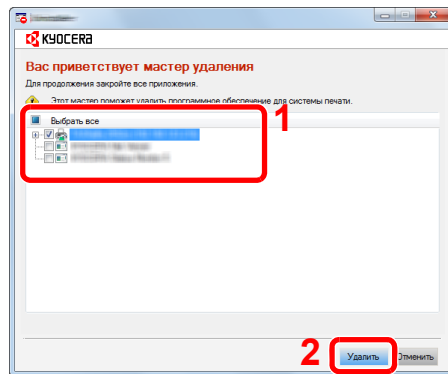 KYOCERA
Вас приветствует мастер удаления
Для продолжения закройте все приложения.
Этот мастер поможет удалить программное обеспечение для системы печати.
1
Выбрать все
2
Удалить
Отменить